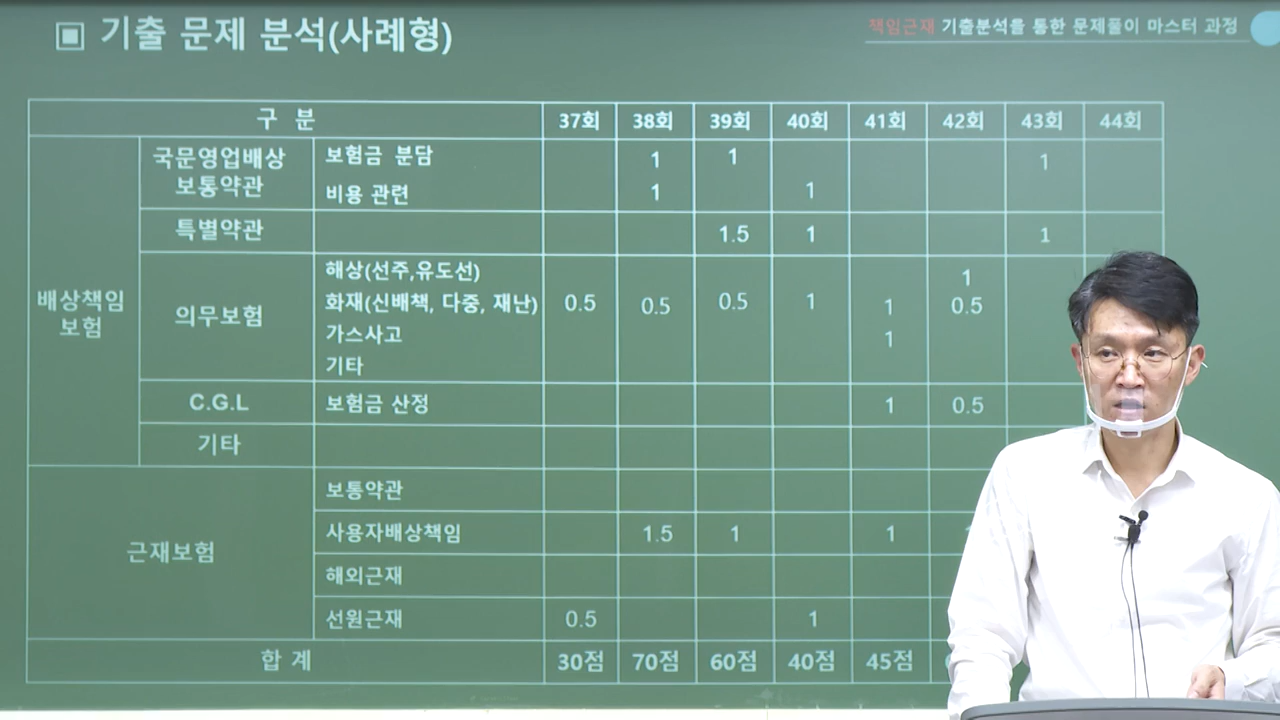 ▣ 기출 문제 분석(사례형)
책임근재 기출분석을 통한 문제풀이 마스터 과정
구 분 37회 38회 39회 40회 41회 42회 43회 44회
배상책임
보험
국문영업배상
보통약관
보험금 분담 1 1 1
비용 관련 1 1
특별약관 1.5 1 1
의무보험
해상(선주,유도선) 1
화재(신배책, 다중, 재난) 0.5 0.5 0.5 1 1 0.5
가스사고 1
기타
C.G.L 보험금 산정 1 0.5
기타
근재보험
보통약관
사용자배상책임 1.5 1 1
해외근재
선원근재 0.5 1
합 계 30점 70점 60점 40점 45점